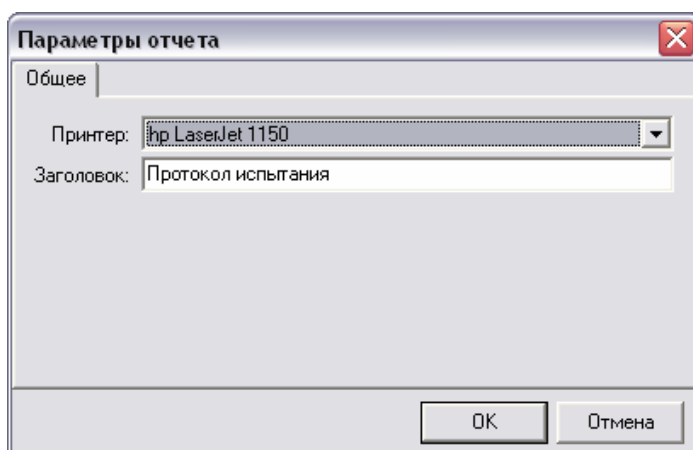 Параметры отчета
Общее
Принтер: hp LaserJet 1150
Заголовок: Протокол испытания
OK Отмена